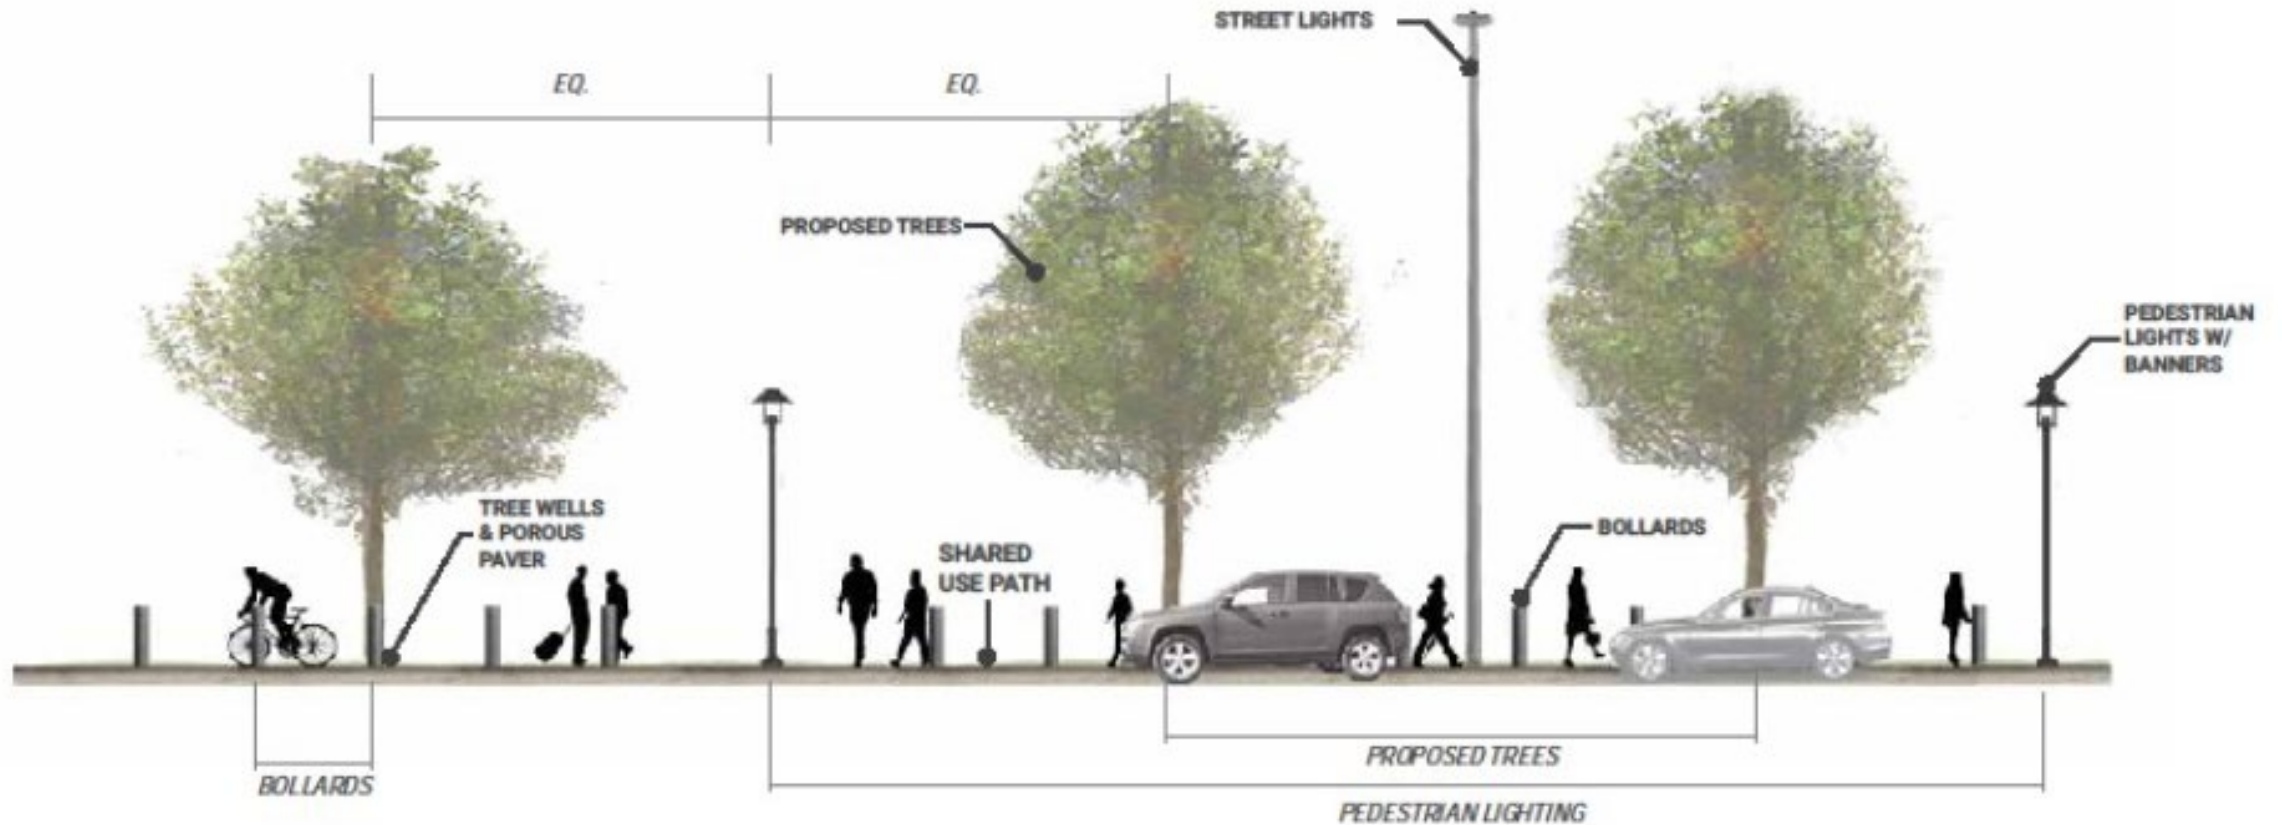 STREET LIGHTS
EQ.
EQ.
PROPOSED TREES
PEDESTRIAN
LIGHTS W/
BANNERS
TREE WELLS
& POROUS
PAVER
SHARED
USE PATH
BOLLARDS
PROPOSED TREES
BOLLARDS
PEDESTRIAN LIGHTING